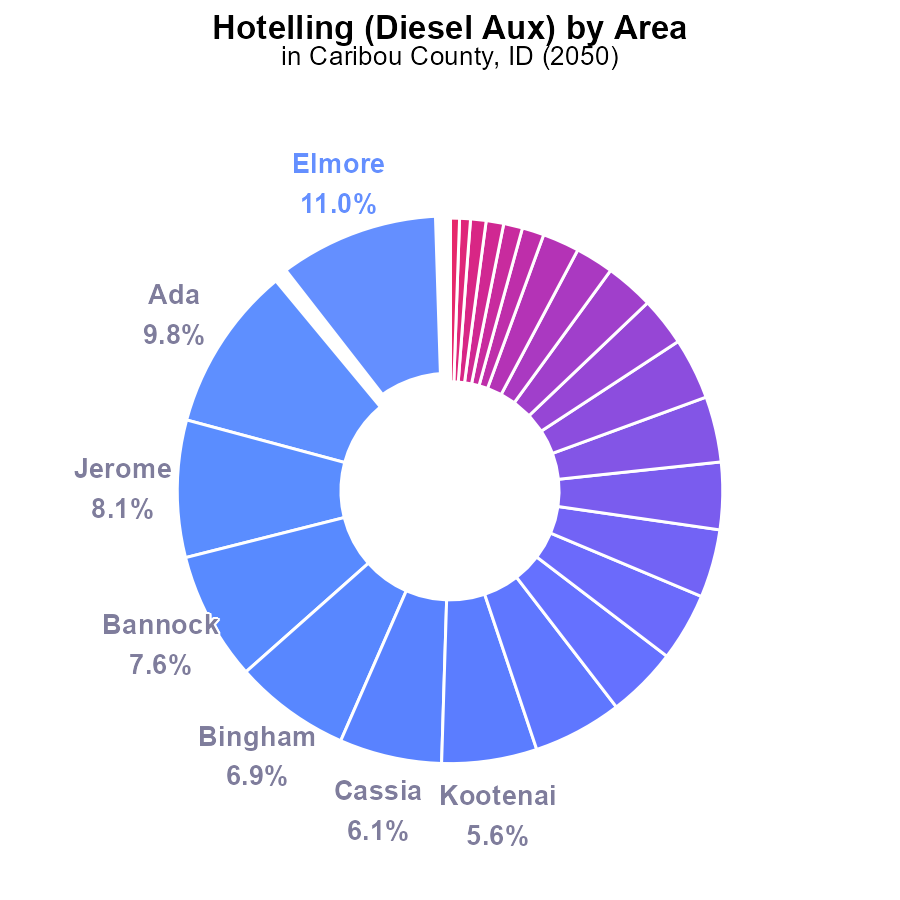 Hotelling (Diesel Aux) by Area
in Caribou County, ID (2050)
Elmore
11.0%
Ada
9.8%
Jerome
8.1%
Bannock
7.6%
Bingham
6.9%
Cassia
6.1%
Kootenai
5.6%